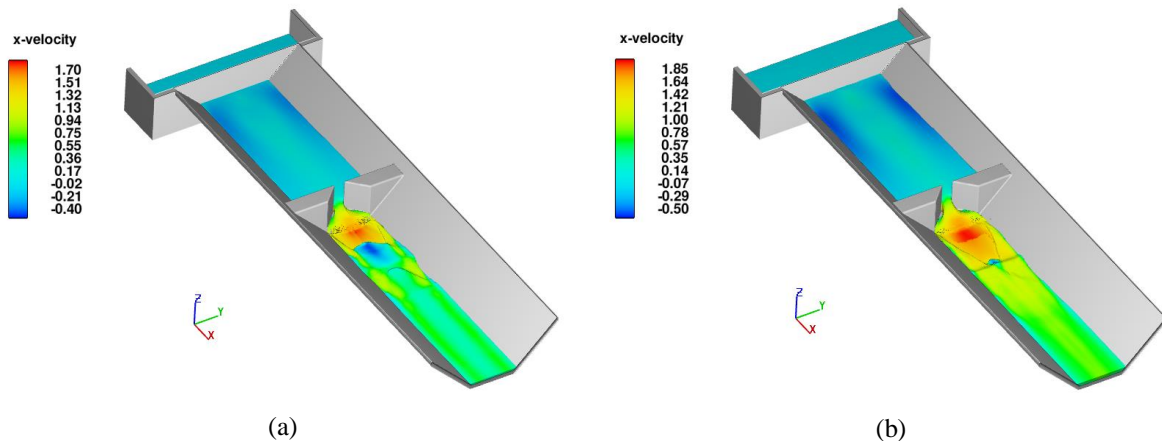 x-velocity
1.70
1.51
1.32
1.13
0.94
0.75
0.55
0.36
0.17
-0.02
-0.21
-0.40
Z
Y
X
(a)
x-velocity
1.85
1.64
1.42
1.21
1.00
0.78
0.57
0.35
0.14
-0.07
-0.29
-0.50
Z
Y
X
(b)